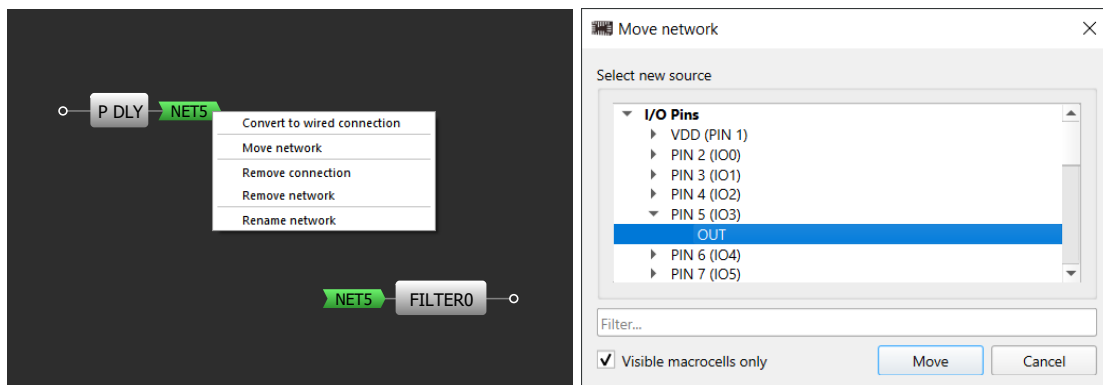 P DLY
NET5
Convert to wired connection
Move network
Remove connection
Remove network
Rename network
NET5
FILTER0
Move network
Select new source
I/O Pins
VDD (PIN 1)
PIN 2 (IO0)
PIN 3 (IO1)
PIN 4 (IO2)
PIN 5 (IO3)
OUT
PIN 6 (IO4)
PIN 7 (IO5)
Filter...
Visible macrocells only
Move
Cancel